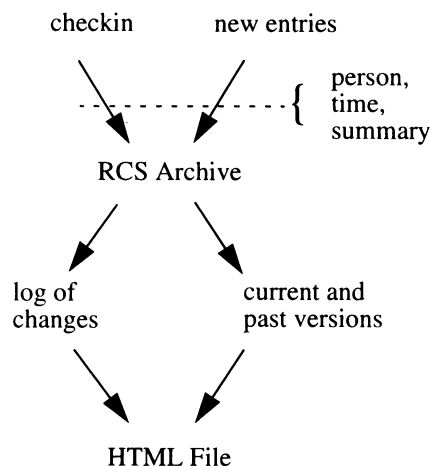 checkin
new entries
person,
time,
summary
RCS Archive
log of
changes
current and
past versions
HTML File